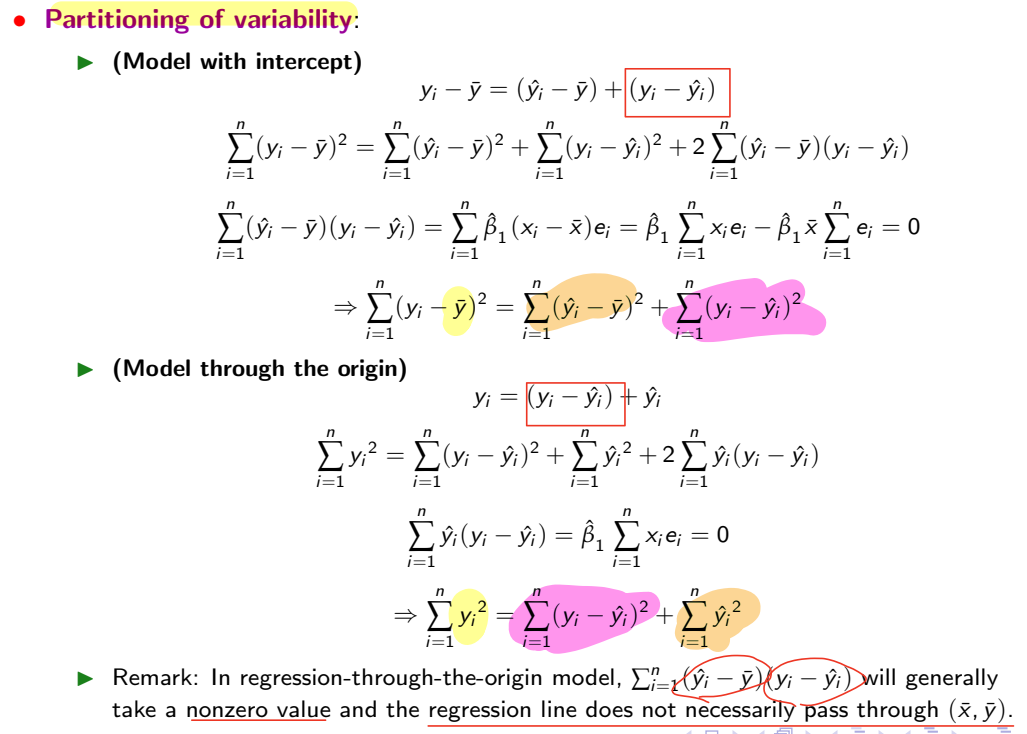 • Partitioning of variability:
▶ (Model with intercept)
$y_i - \bar{y} = (\hat{y}_i - \bar{y}) + (y_i - \hat{y}_i)$
$\sum_{i=1}^{n}(y_i - \bar{y})^2 = \sum_{i=1}^{n}(\hat{y}_i - \bar{y})^2 + \sum_{i=1}^{n}(y_i - \hat{y}_i)^2 + 2\sum_{i=1}^{n}(\hat{y}_i - \bar{y})(y_i - \hat{y}_i)$
$\sum_{i=1}^{n}(\hat{y}_i - \bar{y})(y_i - \hat{y}_i) = \sum_{i=1}^{n}\hat{\beta}_1(x_i - \bar{x})e_i = \hat{\beta}_1\sum_{i=1}^{n}x_ie_i - \hat{\beta}_1\bar{x}\sum_{i=1}^{n}e_i = 0$
$\Rightarrow \sum_{i=1}^{n}(y_i - \bar{y})^2 = \sum_{i=1}^{n}(\hat{y}_i - \bar{y})^2 + \sum_{i=1}^{n}(y_i - \hat{y}_i)^2$
▶ (Model through the origin)
$y_i = (y_i - \hat{y}_i) + \hat{y}_i$
$\sum_{i=1}^{n}{y_i}^2 = \sum_{i=1}^{n}(y_i - \hat{y}_i)^2 + \sum_{i=1}^{n}{\hat{y}_i}^2 + 2\sum_{i=1}^{n}\hat{y}_i(y_i - \hat{y}_i)$
$\sum_{i=1}^{n}\hat{y}_i(y_i - \hat{y}_i) = \hat{\beta}_1\sum_{i=1}^{n}x_ie_i = 0$
$\Rightarrow \sum_{i=1}^{n}{y_i}^2 = \sum_{i=1}^{n}(y_i - \hat{y}_i)^2 + \sum_{i=1}^{n}{\hat{y}_i}^2$
▶ Remark: In regression-through-the-origin model, $\sum_{i=1}^{n}(\hat{y}_i - \bar{y})(y_i - \hat{y}_i)$ will generally
take a nonzero value and the regression line does not necessarily pass through $(\bar{x}, \bar{y})$.